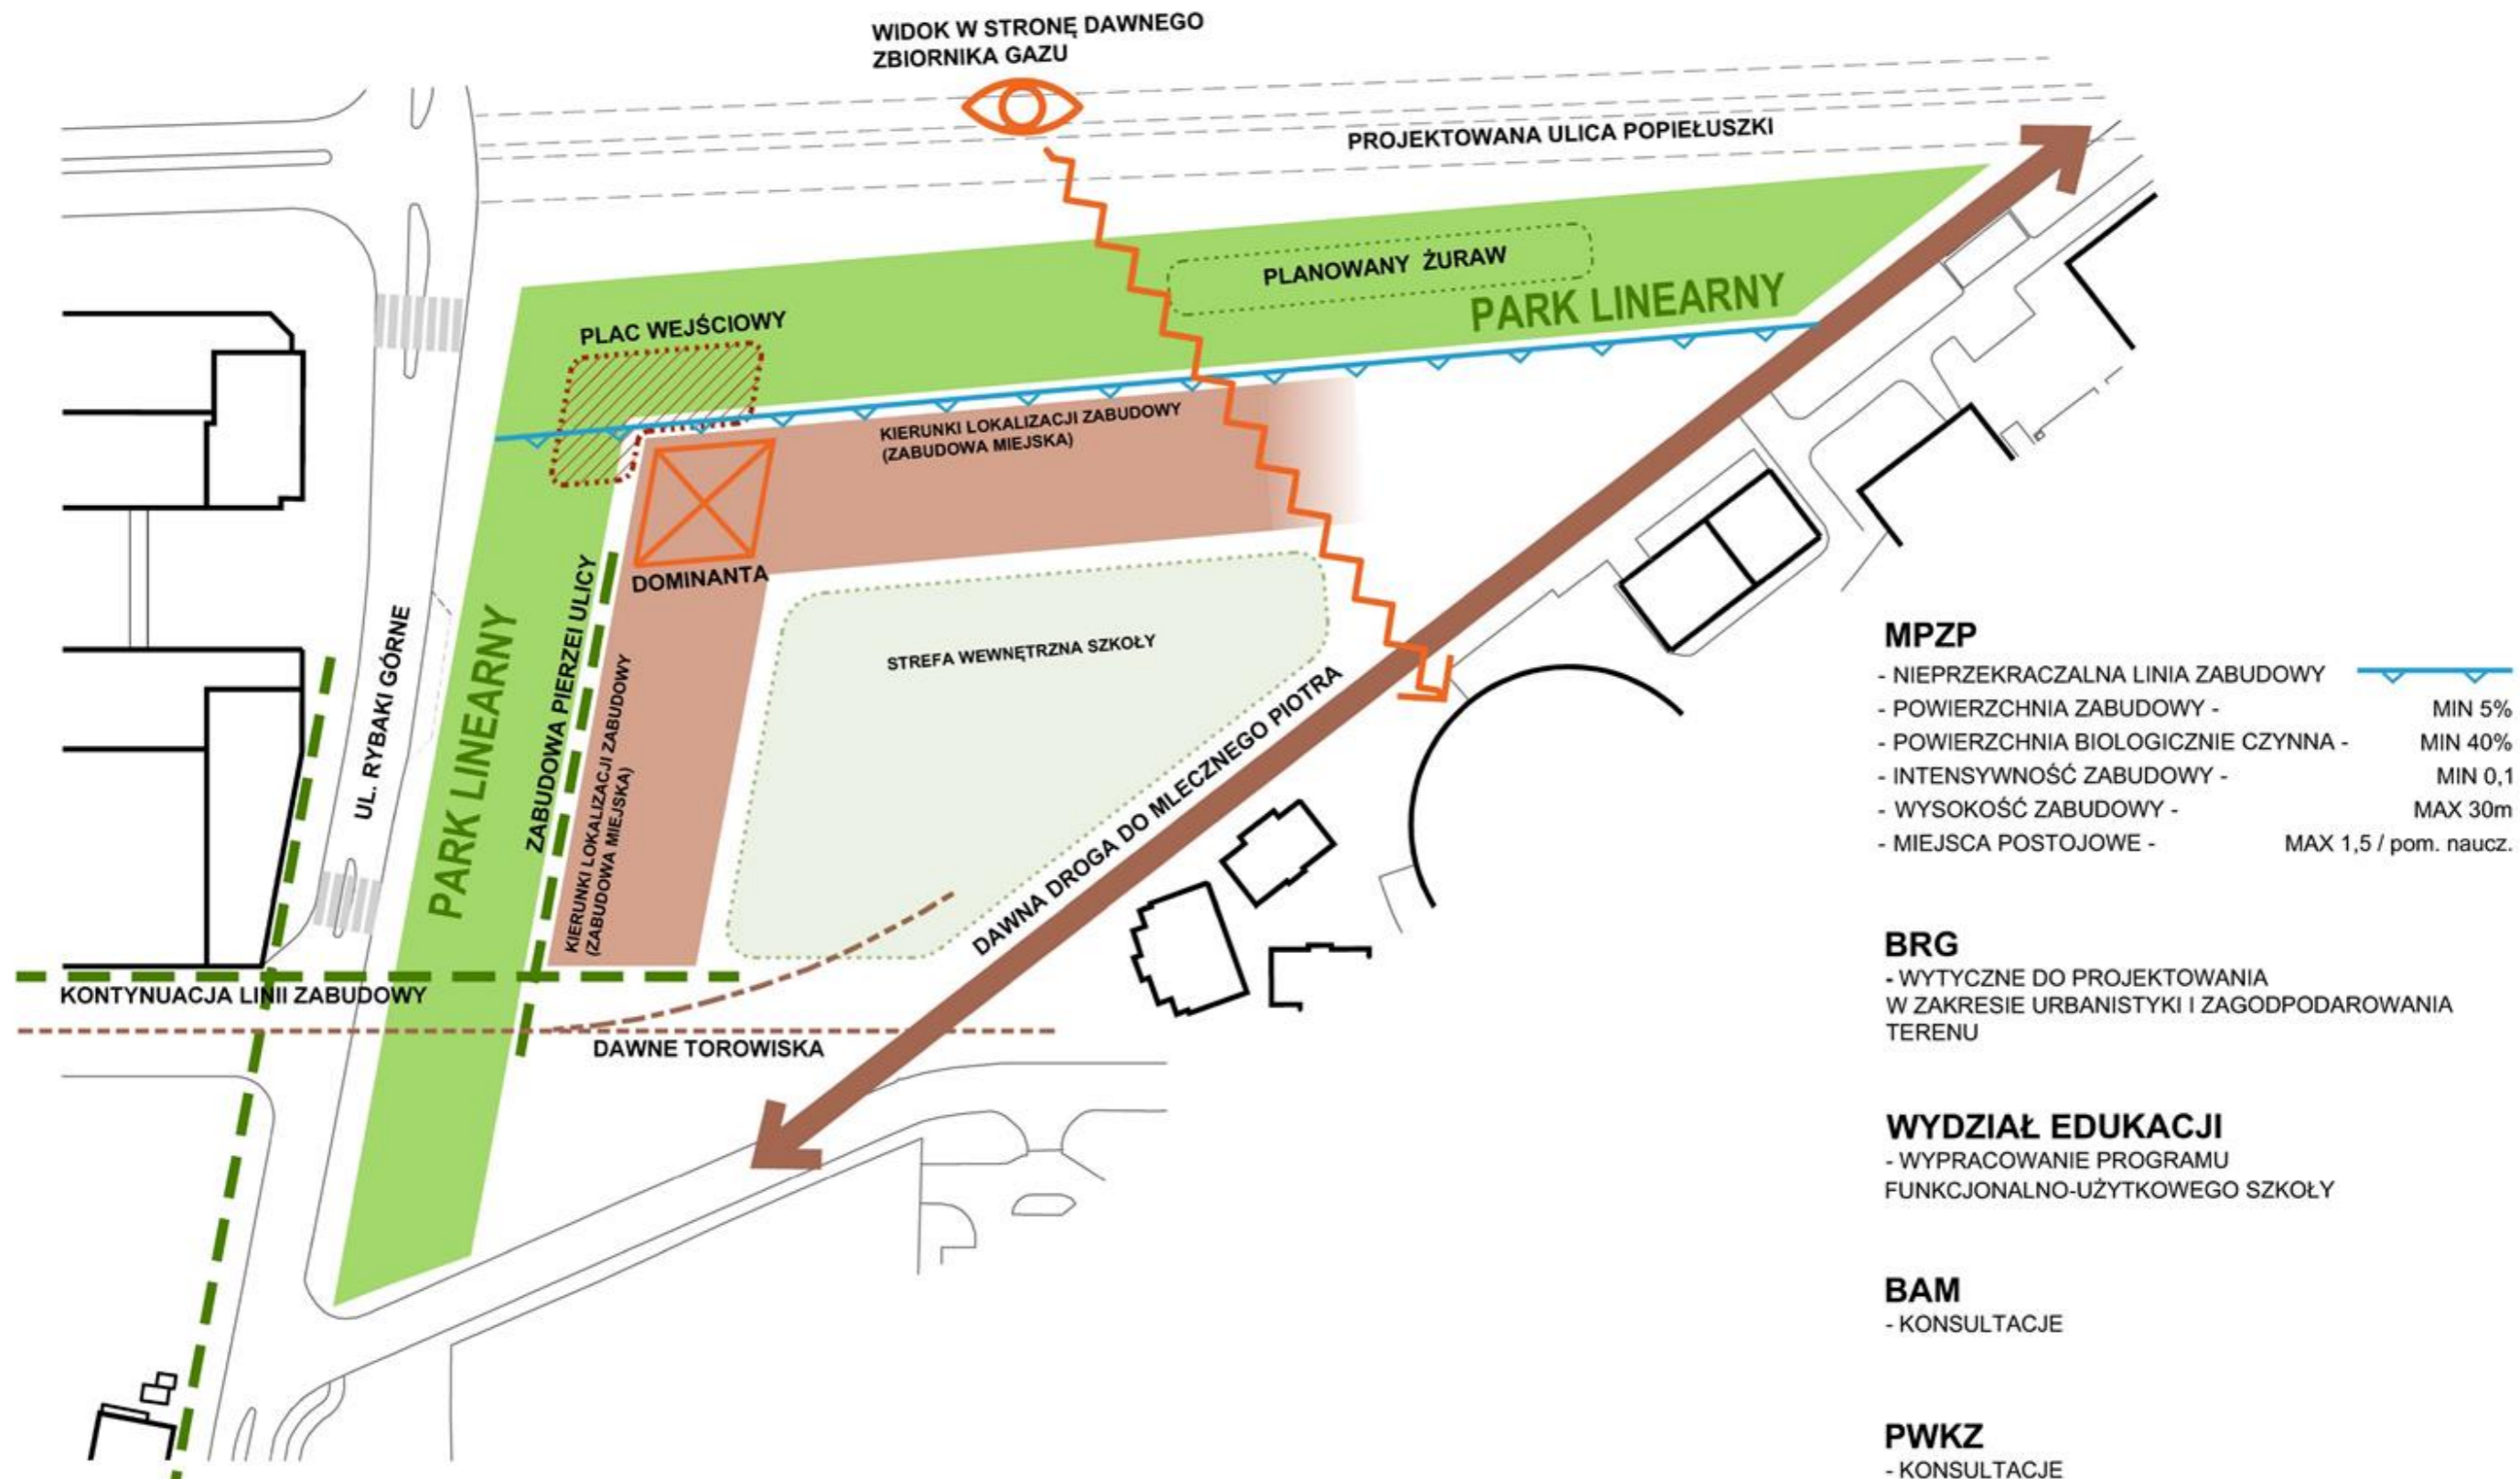 WIDOK W STRONĘ DAWNEGO
ZBIORNIKA GAZU
PROJEKTOWANA ULICA POPIEŁUSZKI
PLANOWANY ŻURAW
PARK LINEARNY
PLAC WEJŚCIOWY
KIERUNKI LOKALIZACJI ZABUDOWY
(ZABUDOWA MIEJSKA)
DOMINANTA
UL. RYBAKI GÓRNE
PARK LINEARNY
ZABUDOWA PIERZEI ULICY
KIERUNKI LOKALIZACJI ZABUDOWY
(ZABUDOWA MIEJSKA)
STREFA WEWNĘTRZNA SZKOŁY
DAWNA DROGA DO MLECZNEGO PIOTRA
KONTYNUACJA LINII ZABUDOWY
DAWNE TOROWISKA
MPZP
- NIEPRZEKRACZALNA LINIA ZABUDOWY
- POWIERZCHNIA ZABUDOWY - MIN 5%
- POWIERZCHNIA BIOLOGICZNIE CZYNNA - MIN 40%
- INTENSYWNOŚĆ ZABUDOWY - MIN 0,1
- WYSOKOŚĆ ZABUDOWY - MAX 30m
- MIEJSCA POSTOJOWE - MAX 1,5 / pom. naucz.
BRG
- WYTYCZNE DO PROJEKTOWANIA
W ZAKRESIE URBANISTYKI I ZAGODPODAROWANIA
TERENU
WYDZIAŁ EDUKACJI
- WYPRACOWANIE PROGRAMU
FUNKCJONALNO-UŻYTKOWEGO SZKOŁY
BAM
- KONSULTACJE
PWKZ
- KONSULTACJE